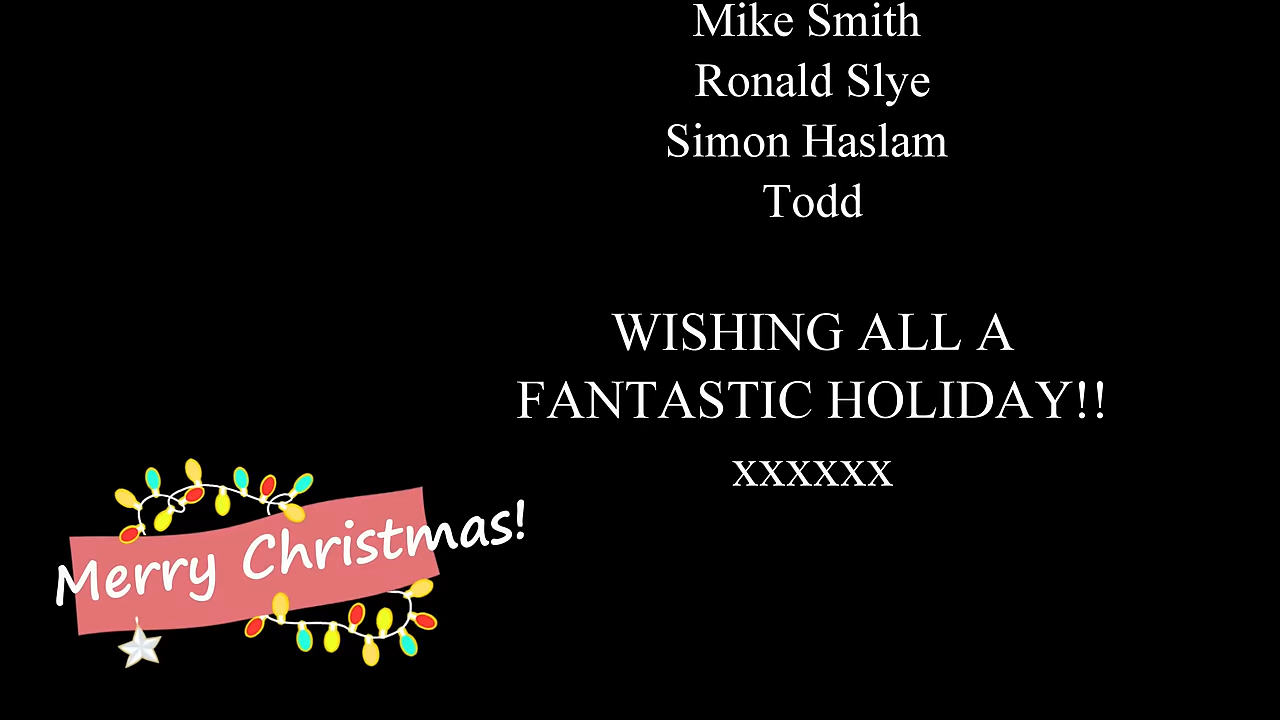 Mike Smith
Ronald Slye
Simon Haslam
Todd
WISHING ALL A
FANTASTIC HOLIDAY!!
xxxxxx
Merry Christmas!